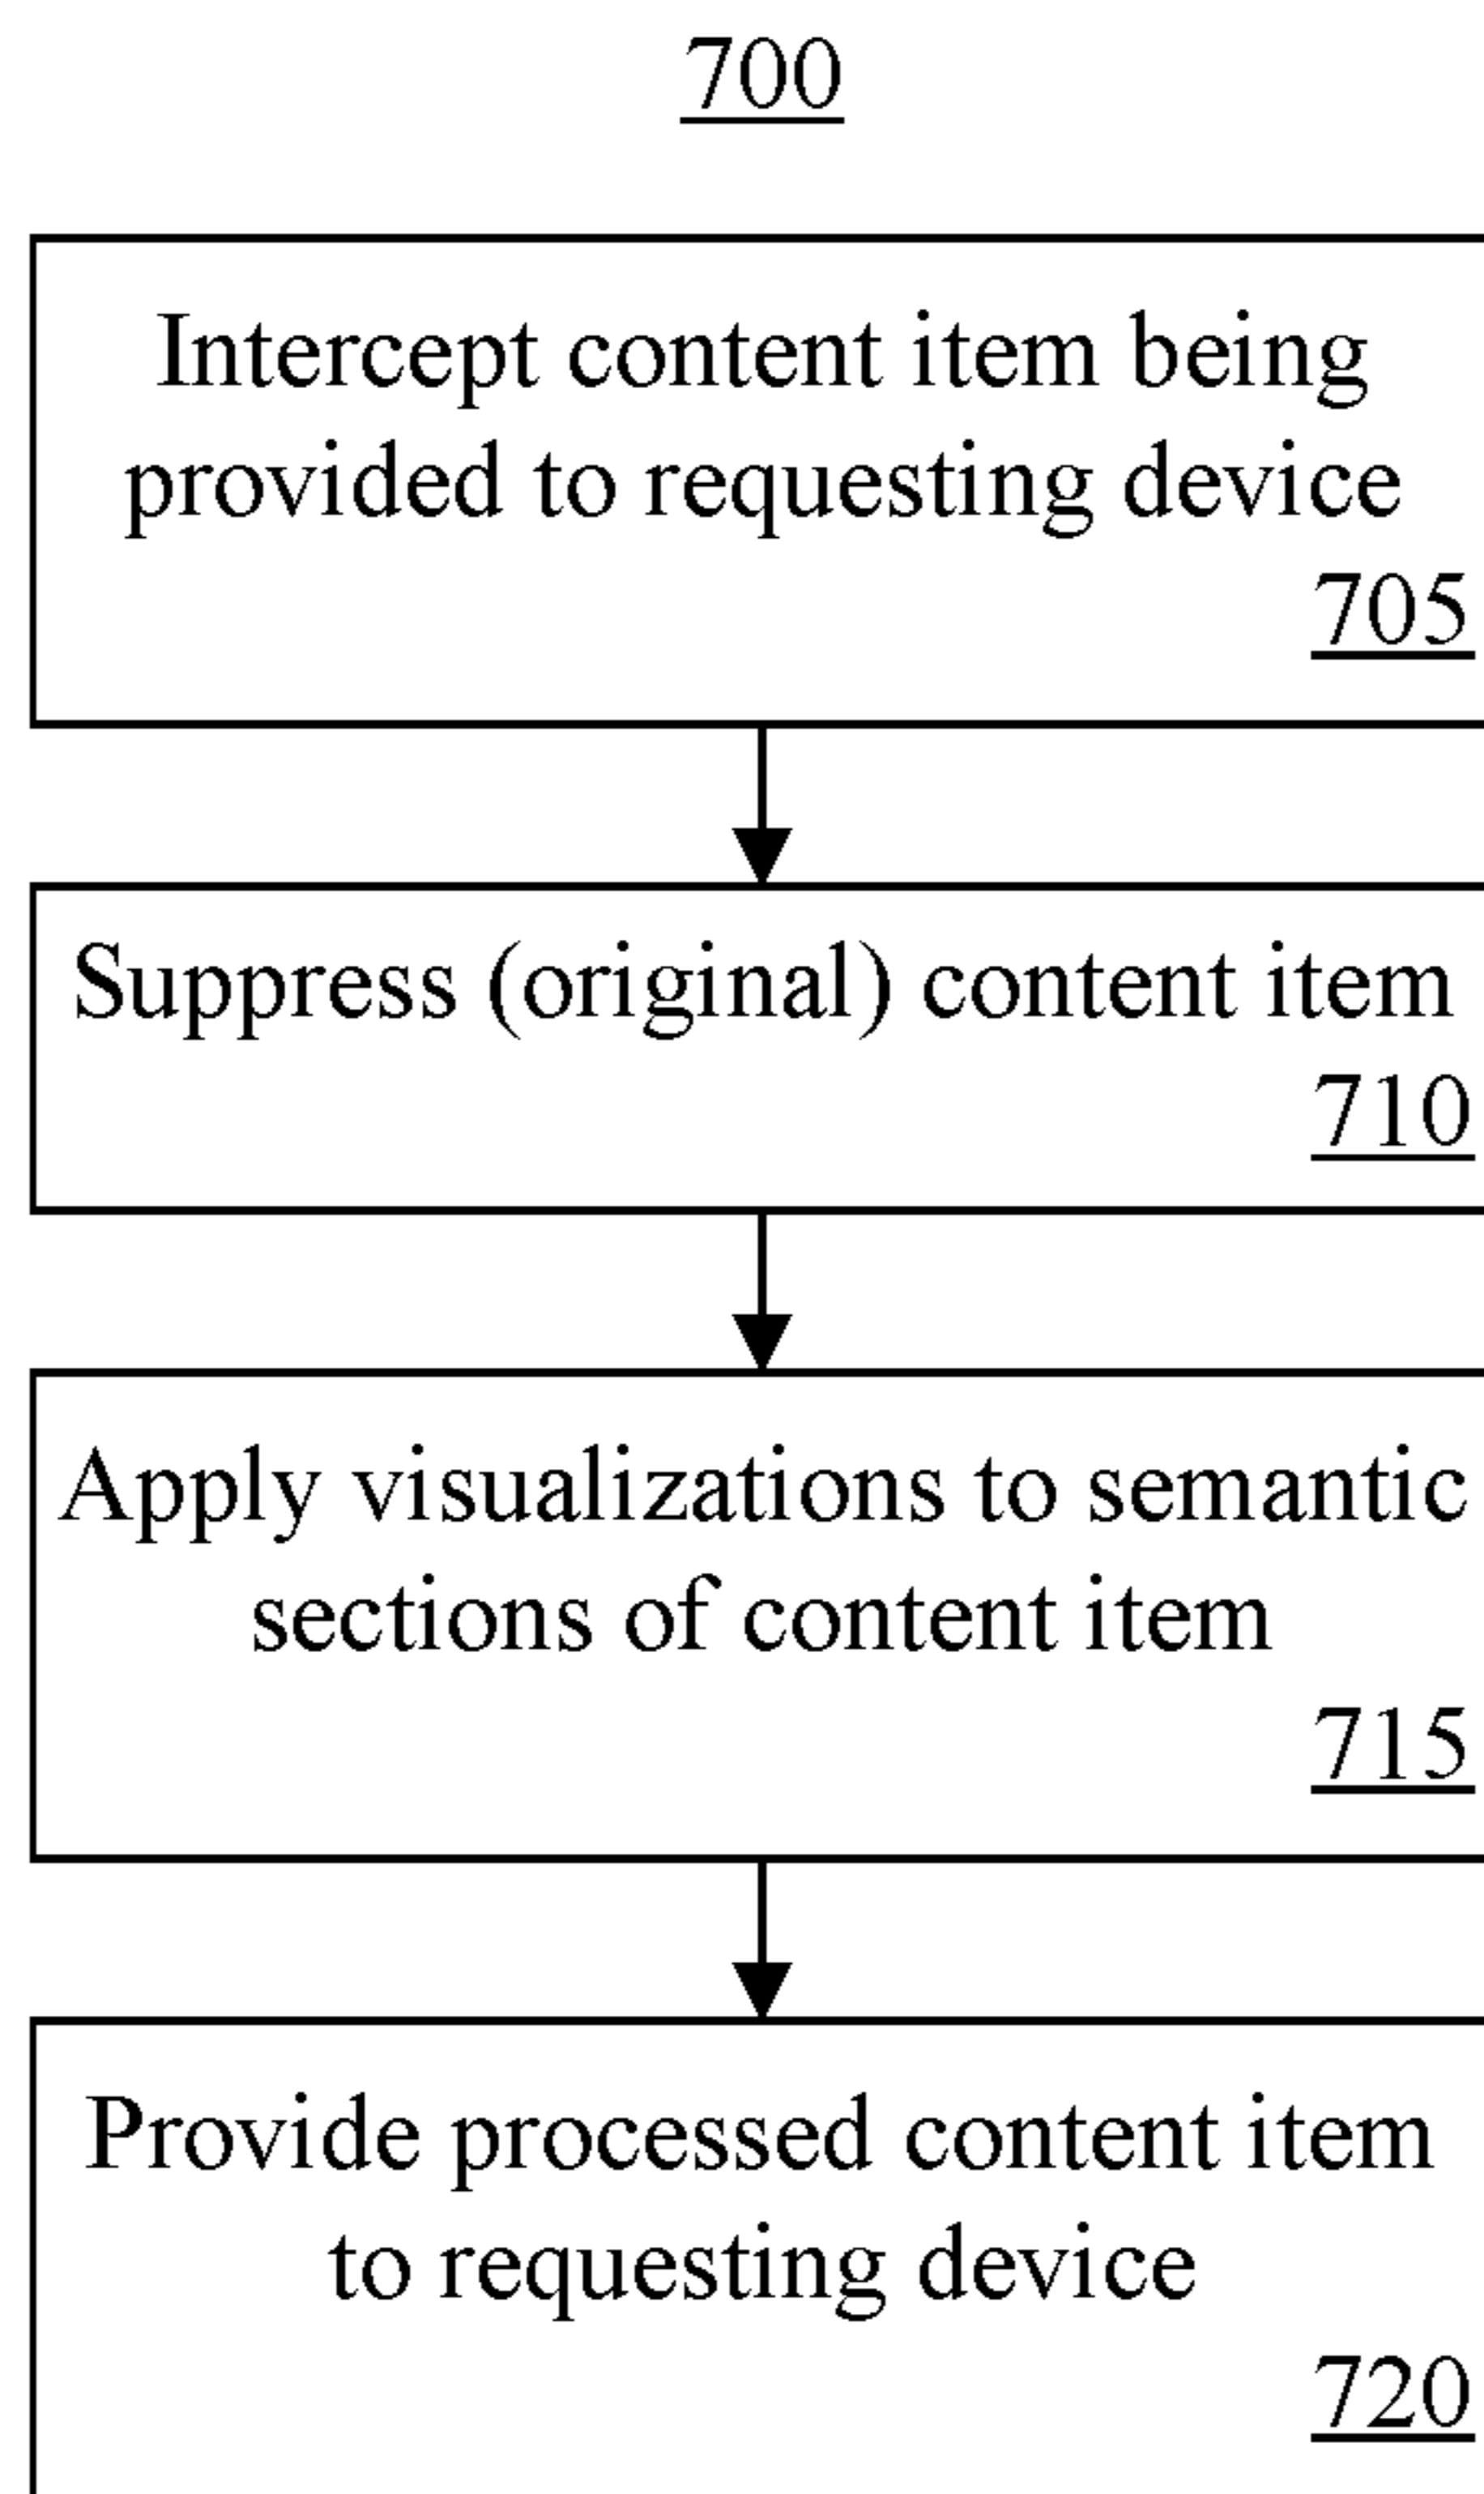 700
Intercept content item being
provided to requesting device
705
Suppress (original) content item
710
Apply visualizations to semantic
sections of content item
715
Provide processed content item
to requesting device
720